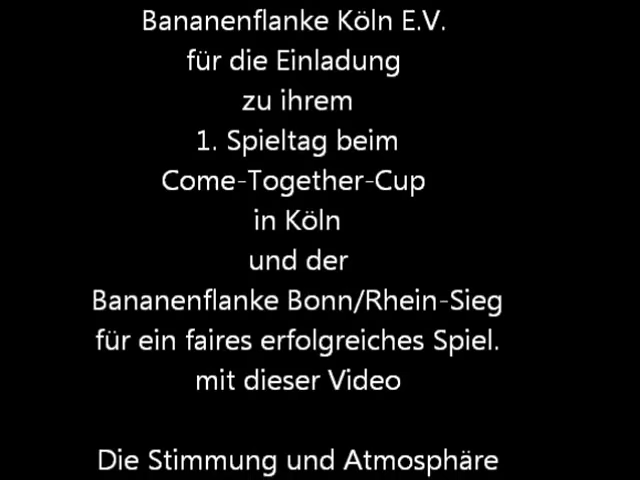 Bananenflanke Köln E.V.
für die Einladung
zu ihrem
1. Spieltag beim
Come-Together-Cup
in Köln
und der
Bananenflanke Bonn/Rhein-Sieg
für ein faires erfolgreiches Spiel.
mit dieser Video
Die Stimmung und Atmosphäre